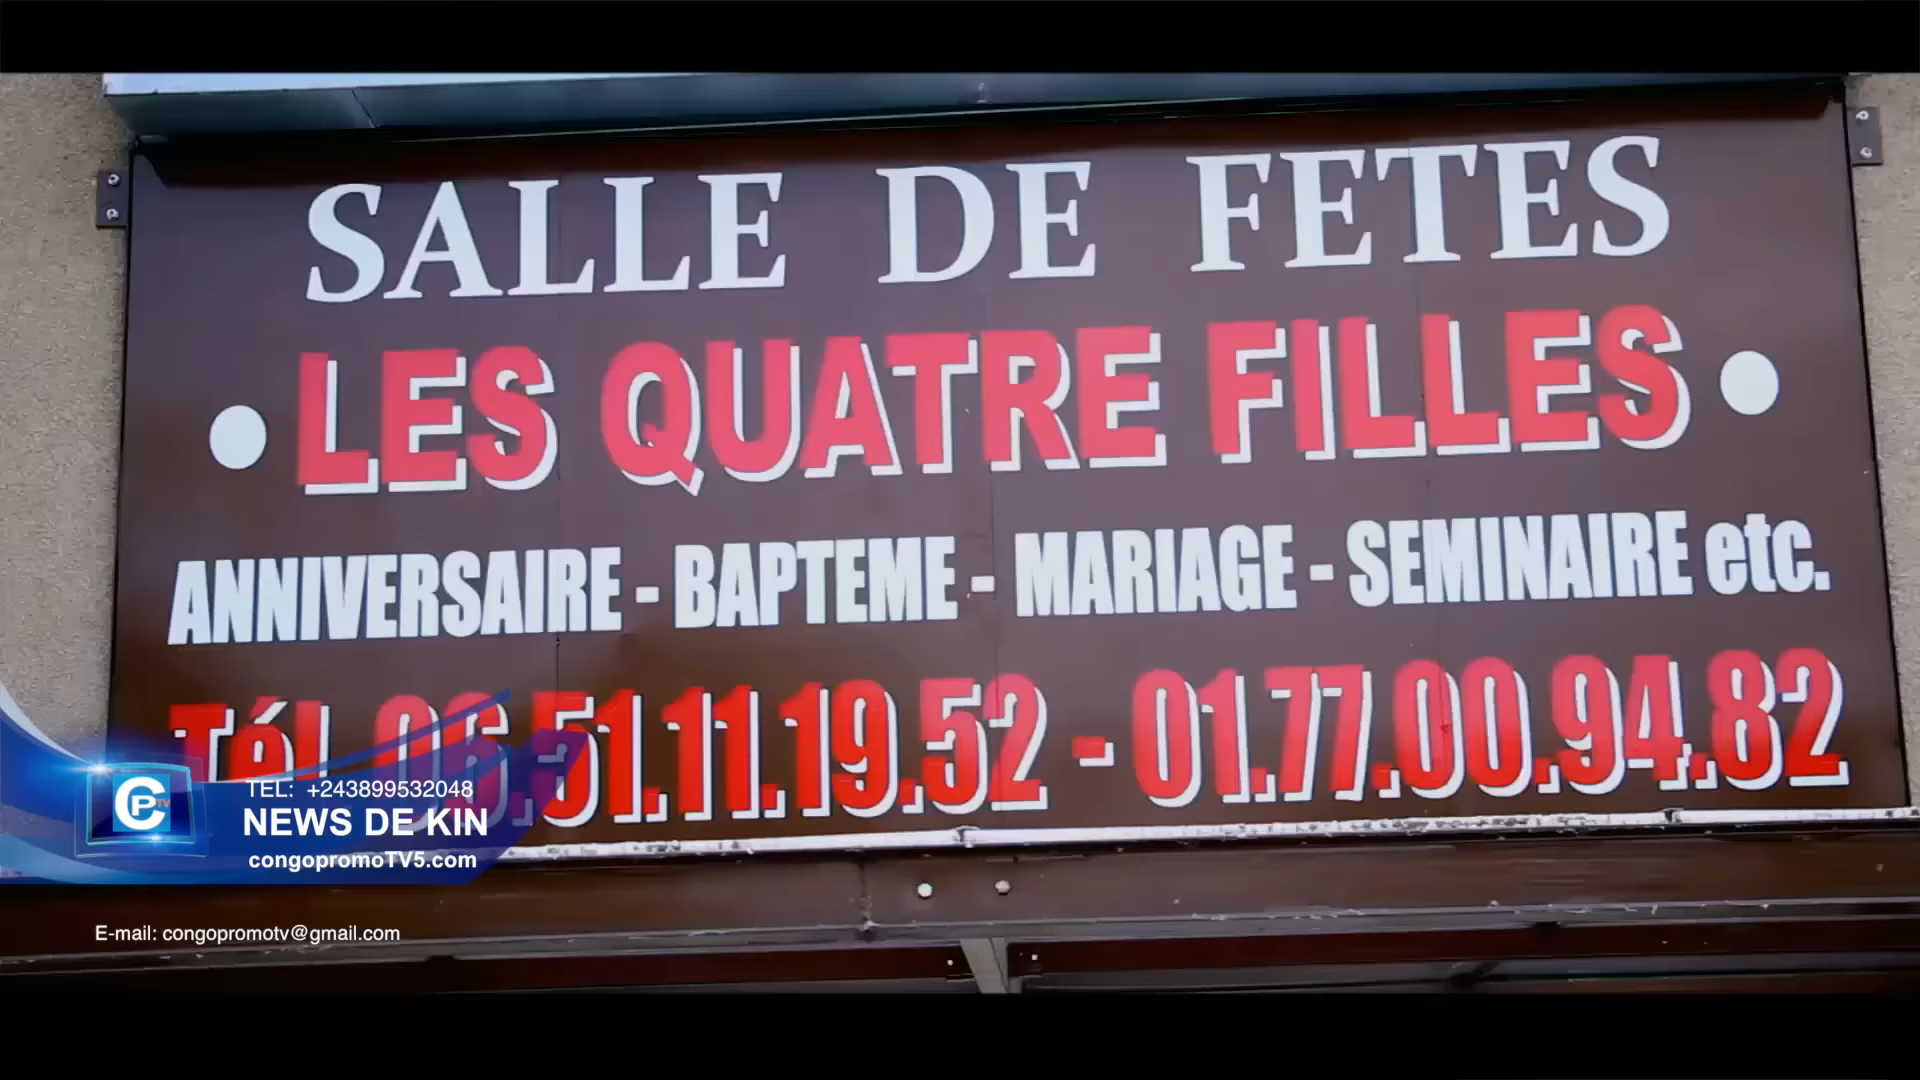 SALLE DE FETES
• LES QUATRE FILLES •
ANNIVERSAIRE - BAPTEME - MARIAGE - SEMINAIRE etc.
Tél. 06.51.11.19.52 - 01.77.00.94.82
CPTV
TEL: +243899532048
NEWS DE KIN
congopromoTV5.com
E-mail: congopromotv@gmail.com